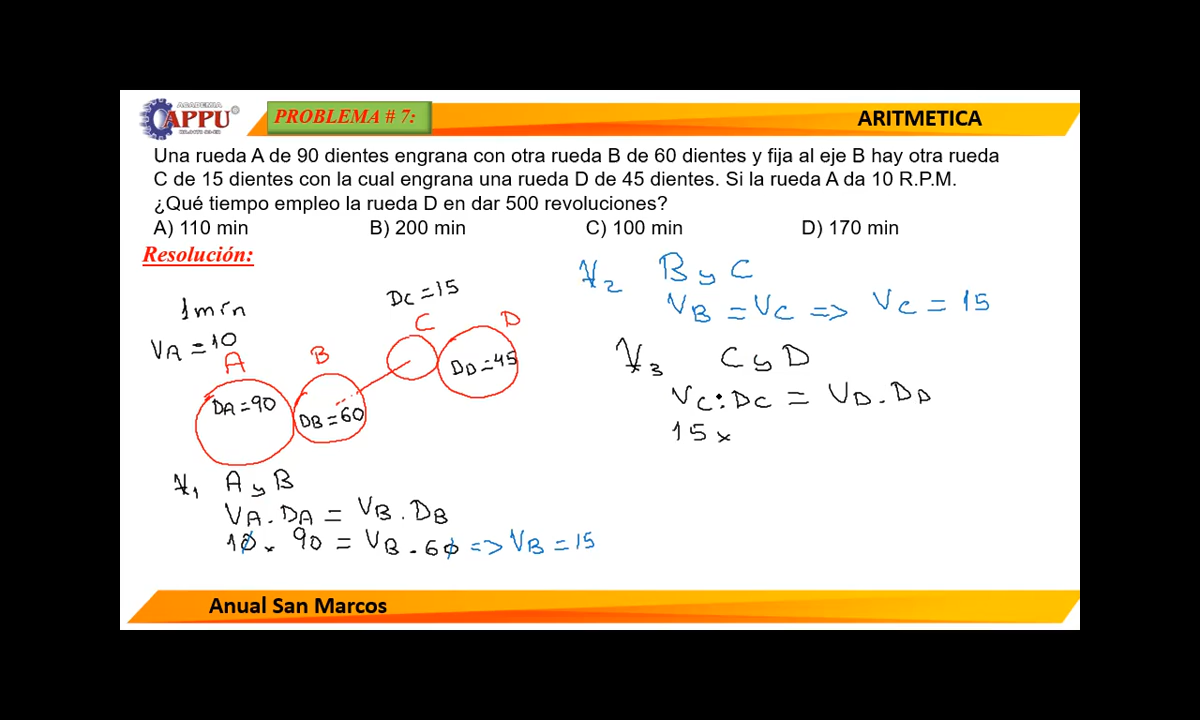 ACADEMIA
APPU®
PROBLEMA # 7:
ARITMETICA
Una rueda A de 90 dientes engrana con otra rueda B de 60 dientes y fija al eje B hay otra rueda
C de 15 dientes con la cual engrana una rueda D de 45 dientes. Si la rueda A da 10 R.P.M.
¿Qué tiempo empleo la rueda D en dar 500 revoluciones?
A) 110 min B) 200 min C) 100 min D) 170 min
Resolución:
1 min
VA = 10
A
B
DC = 15
C
D
DA = 90
DB = 60
DD = 45
∀1 A y B
VA . DA = VB . DB
10 x 90 = VB . 60 => VB = 15
∀2 B y C
VB = VC => VC = 15
∀3 C y D
VC . DC = VD . DD
15 x
Anual San Marcos